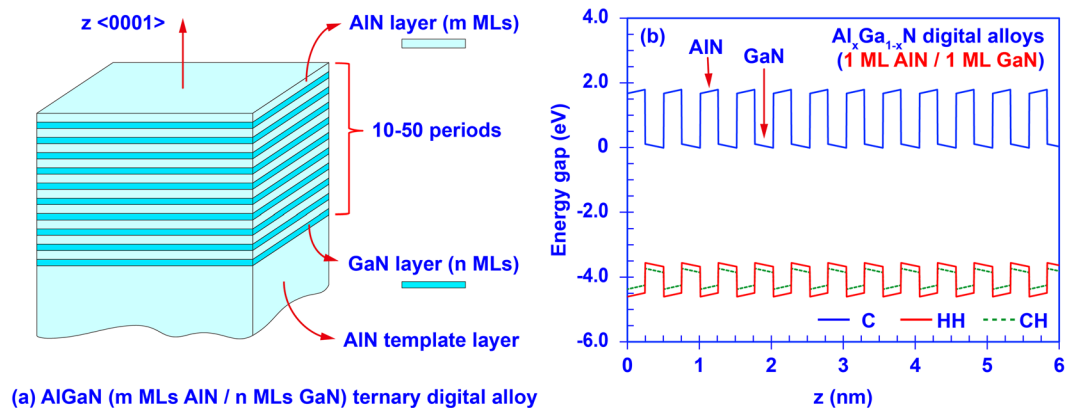 z <0001>
AlN layer (m MLs)
10-50 periods
GaN layer (n MLs)
AlN template layer
(a) AlGaN (m MLs AlN / n MLs GaN) ternary digital alloy
(b)
AlₓGa₁₋ₓN digital alloys
(1 ML AlN / 1 ML GaN)
AlN
GaN
Energy gap (eV)
4.0
2.0
0
-2.0
-4.0
-6.0
C
HH
CH
0
1
2
3
4
5
6
z (nm)